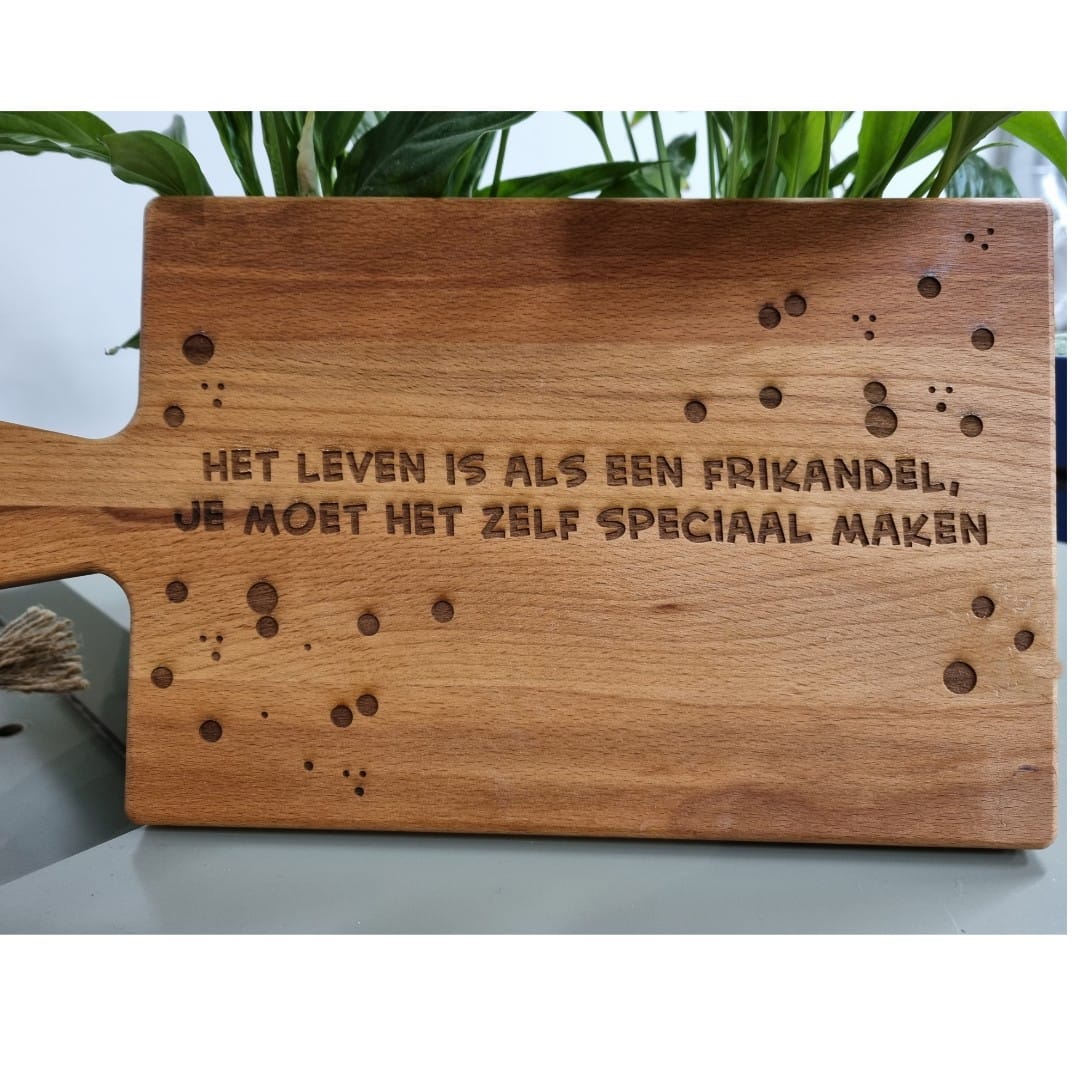 HET LEVEN IS ALS EEN FRIKANDEL,
JE MOET HET ZELF SPECIAAL MAKEN